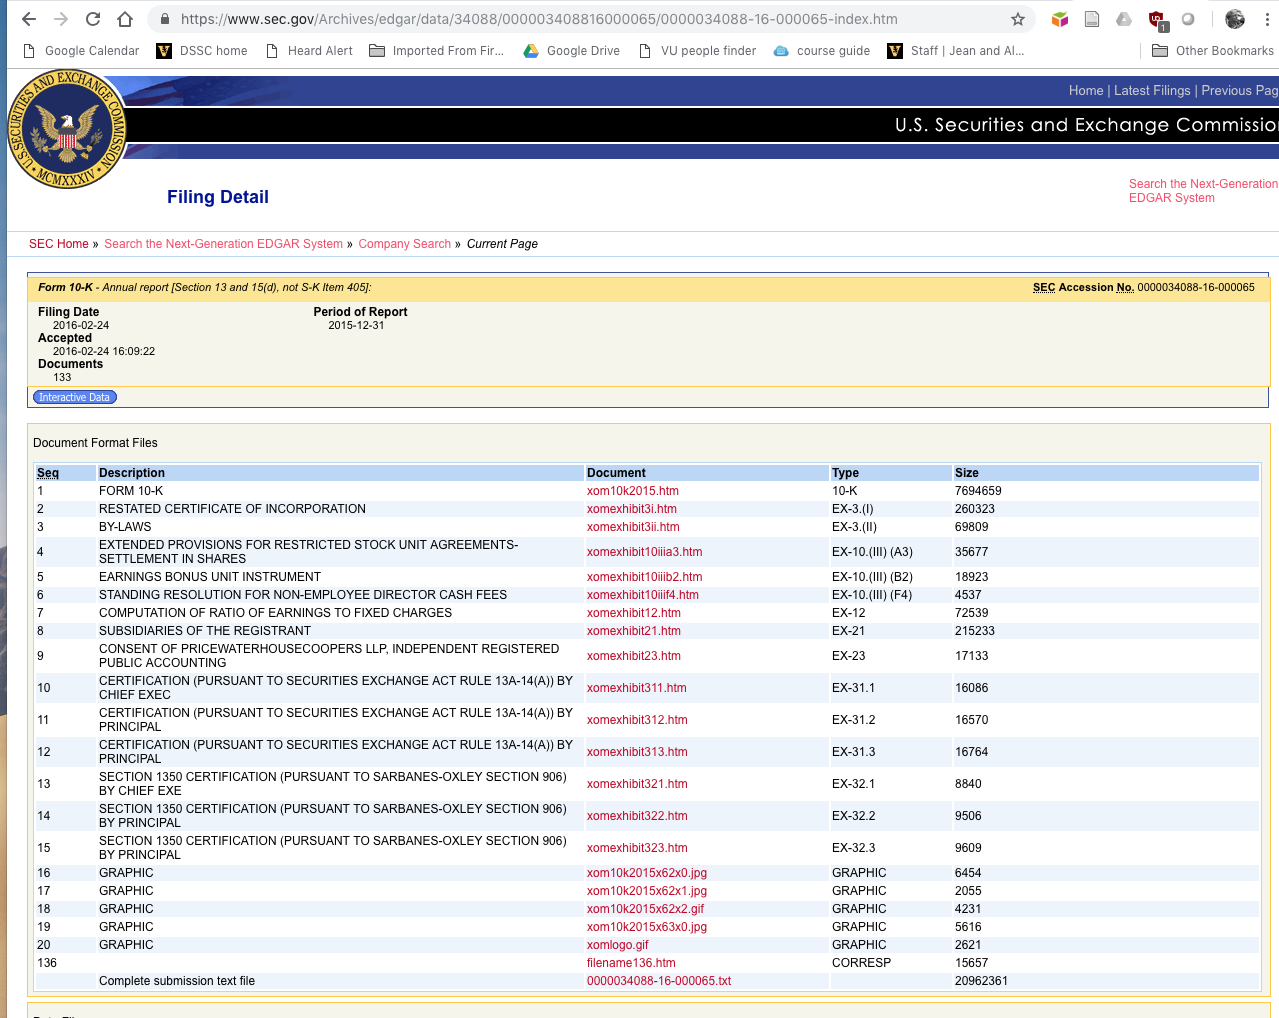 https://www.sec.gov/Archives/edgar/data/34088/000003408816000065/0000034088-16-000065-index.htm
1
Google Calendar DSSC home Heard Alert Imported From Fir... Google Drive VU people finder course guide Staff | Jean and Al... Other Bookmarks
Home | Latest Filings | Previous Pag
U.S. Securities and Exchange Commissio
U.S. SECURITIES AND EXCHANGE COMMISSION
MCMXXXIV
Filing Detail
Search the Next-Generation
EDGAR System
SEC Home » Search the Next-Generation EDGAR System » Company Search » Current Page
Form 10-K - Annual report [Section 13 and 15(d), not S-K Item 405]: SEC Accession No. 0000034088-16-000065
Filing Date Period of Report
2016-02-24 2015-12-31
Accepted
2016-02-24 16:09:22
Documents
133
Interactive Data
Document Format Files
Seq Description Document Type Size
1 FORM 10-K xom10k2015.htm 10-K 7694659
2 RESTATED CERTIFICATE OF INCORPORATION xomexhibit3i.htm EX-3.(I) 260323
3 BY-LAWS xomexhibit3ii.htm EX-3.(II) 69809
4 EXTENDED PROVISIONS FOR RESTRICTED STOCK UNIT AGREEMENTS-
SETTLEMENT IN SHARES xomexhibit10iiia3.htm EX-10.(III) (A3) 35677
5 EARNINGS BONUS UNIT INSTRUMENT xomexhibit10iiib2.htm EX-10.(III) (B2) 18923
6 STANDING RESOLUTION FOR NON-EMPLOYEE DIRECTOR CASH FEES xomexhibit10iiif4.htm EX-10.(III) (F4) 4537
7 COMPUTATION OF RATIO OF EARNINGS TO FIXED CHARGES xomexhibit12.htm EX-12 72539
8 SUBSIDIARIES OF THE REGISTRANT xomexhibit21.htm EX-21 215233
9 CONSENT OF PRICEWATERHOUSECOOPERS LLP, INDEPENDENT REGISTERED
PUBLIC ACCOUNTING xomexhibit23.htm EX-23 17133
10 CERTIFICATION (PURSUANT TO SECURITIES EXCHANGE ACT RULE 13A-14(A)) BY
CHIEF EXEC xomexhibit311.htm EX-31.1 16086
11 CERTIFICATION (PURSUANT TO SECURITIES EXCHANGE ACT RULE 13A-14(A)) BY
PRINCIPAL xomexhibit312.htm EX-31.2 16570
12 CERTIFICATION (PURSUANT TO SECURITIES EXCHANGE ACT RULE 13A-14(A)) BY
PRINCIPAL xomexhibit313.htm EX-31.3 16764
13 SECTION 1350 CERTIFICATION (PURSUANT TO SARBANES-OXLEY SECTION 906)
BY CHIEF EXE xomexhibit321.htm EX-32.1 8840
14 SECTION 1350 CERTIFICATION (PURSUANT TO SARBANES-OXLEY SECTION 906)
BY PRINCIPAL xomexhibit322.htm EX-32.2 9506
15 SECTION 1350 CERTIFICATION (PURSUANT TO SARBANES-OXLEY SECTION 906)
BY PRINCIPAL xomexhibit323.htm EX-32.3 9609
16 GRAPHIC xom10k2015x62x0.jpg GRAPHIC 6454
17 GRAPHIC xom10k2015x62x1.jpg GRAPHIC 2055
18 GRAPHIC xom10k2015x62x2.gif GRAPHIC 4231
19 GRAPHIC xom10k2015x63x0.jpg GRAPHIC 5616
20 GRAPHIC xomlogo.gif GRAPHIC 2621
136 filename136.htm CORRESP 15657
Complete submission text file 0000034088-16-000065.txt 20962361